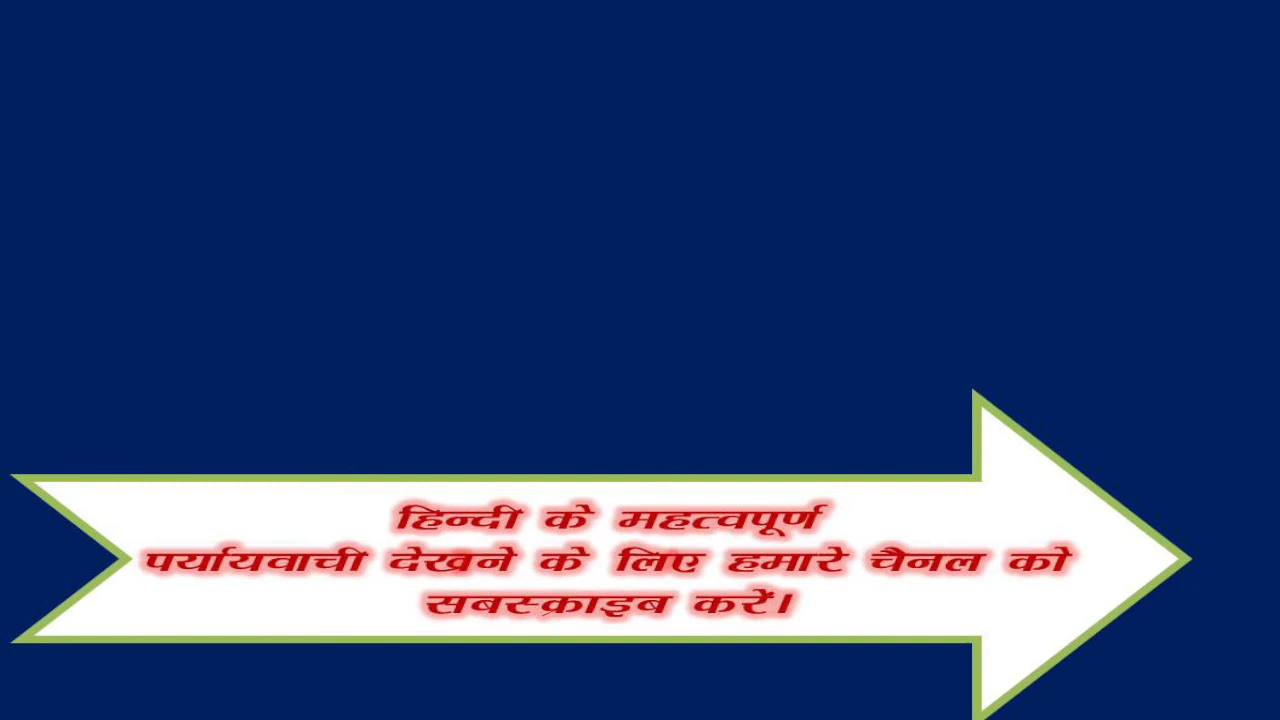 हिन्दी के महत्वपूर्ण
पर्यायवाची देखने के लिए हमारे चैनल को
सबस्क्राइब करें।